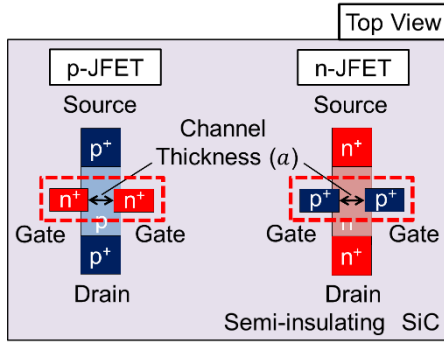 Top View
p-JFET n-JFET
Source Source
Channel
Thickness (a)
p+ n+
n+ n+ p+ p+
p n
Gate Gate Gate Gate
p+ n+
Drain Drain
Semi-insulating SiC